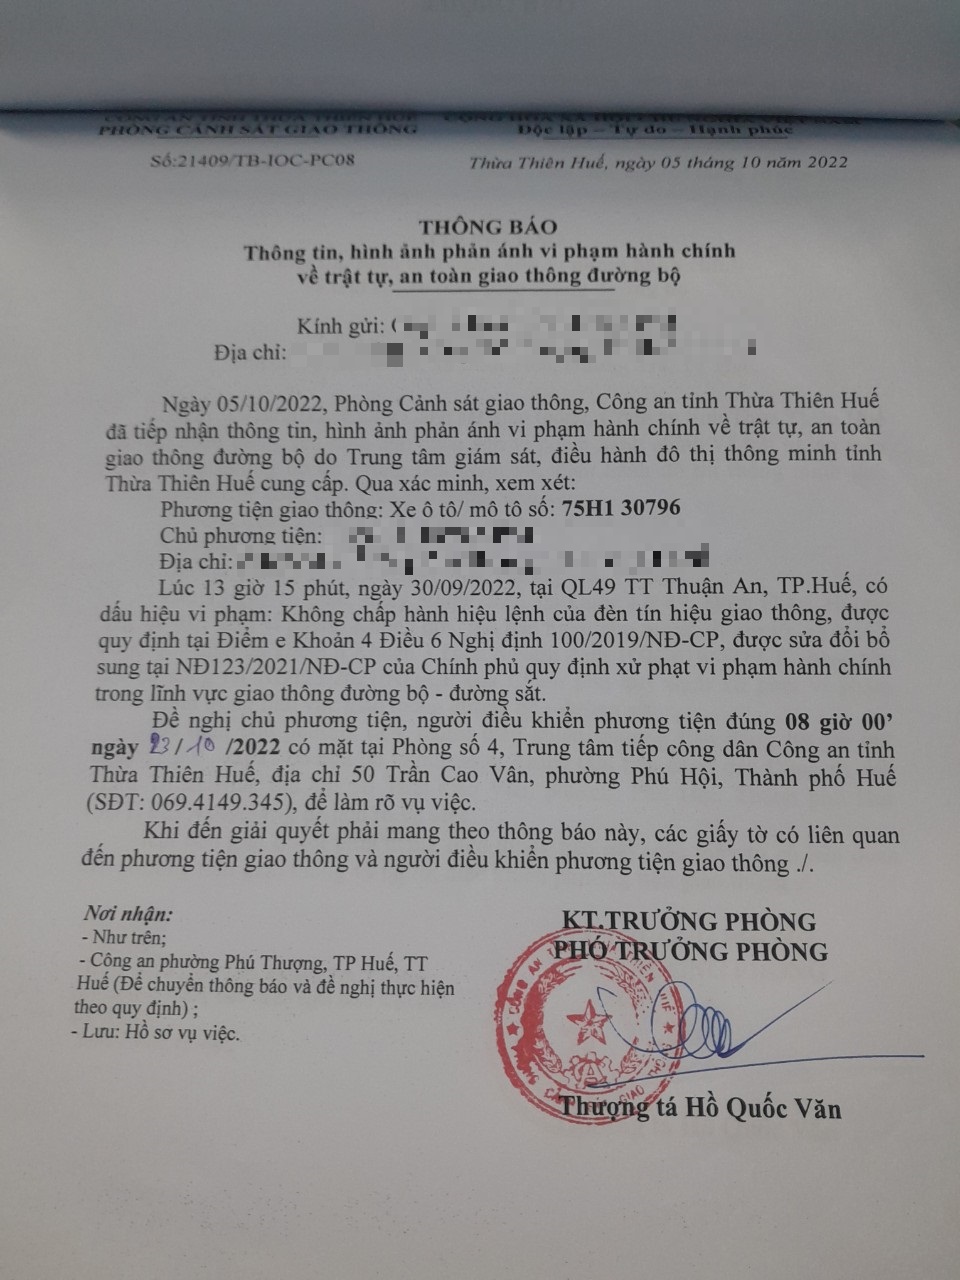 CÔNG AN TỈNH THỪA THIÊN HUẾ
PHÒNG CẢNH SÁT GIAO THÔNG
Độc lập – Tự do – Hạnh phúc
Số:21409/TB-IOC-PC08
Thừa Thiên Huế, ngày 05 tháng 10 năm 2022
THÔNG BÁO
Thông tin, hình ảnh phản ánh vi phạm hành chính
về trật tự, an toàn giao thông đường bộ
Kính gửi:
Địa chỉ:
Ngày 05/10/2022, Phòng Cảnh sát giao thông, Công an tỉnh Thừa Thiên Huế
đã tiếp nhận thông tin, hình ảnh phản ánh vi phạm hành chính về trật tự, an toàn
giao thông đường bộ do Trung tâm giám sát, điều hành đô thị thông minh tỉnh
Thừa Thiên Huế cung cấp. Qua xác minh, xem xét:
Phương tiện giao thông: Xe ô tô/ mô tô số: 75H1 30796
Chủ phương tiện:
Địa chỉ:
Lúc 13 giờ 15 phút, ngày 30/09/2022, tại QL49 TT Thuận An, TP.Huế, có
dấu hiệu vi phạm: Không chấp hành hiệu lệnh của đèn tín hiệu giao thông, được
quy định tại Điểm e Khoản 4 Điều 6 Nghị định 100/2019/NĐ-CP, được sửa đổi bổ
sung tại NĐ123/2021/NĐ-CP của Chính phủ quy định xử phạt vi phạm hành chính
trong lĩnh vực giao thông đường bộ - đường sắt.
Đề nghị chủ phương tiện, người điều khiển phương tiện đúng 08 giờ 00’
ngày 23/10 /2022 có mặt tại Phòng số 4, Trung tâm tiếp công dân Công an tỉnh
Thừa Thiên Huế, địa chỉ 50 Trần Cao Vân, phường Phú Hội, Thành phố Huế
(SĐT: 069.4149.345), để làm rõ vụ việc.
Khi đến giải quyết phải mang theo thông báo này, các giấy tờ có liên quan
đến phương tiện giao thông và người điều khiển phương tiện giao thông ./.
Nơi nhận:
- Như trên;
- Công an phường Phú Thượng, TP Huế, TT
Huế (Để chuyển thông báo và đề nghị thực hiện
theo quy định) ;
- Lưu: Hồ sơ vụ việc.
KT.TRƯỞNG PHÒNG
PHÓ TRƯỞNG PHÒNG
Thượng tá Hồ Quốc Văn